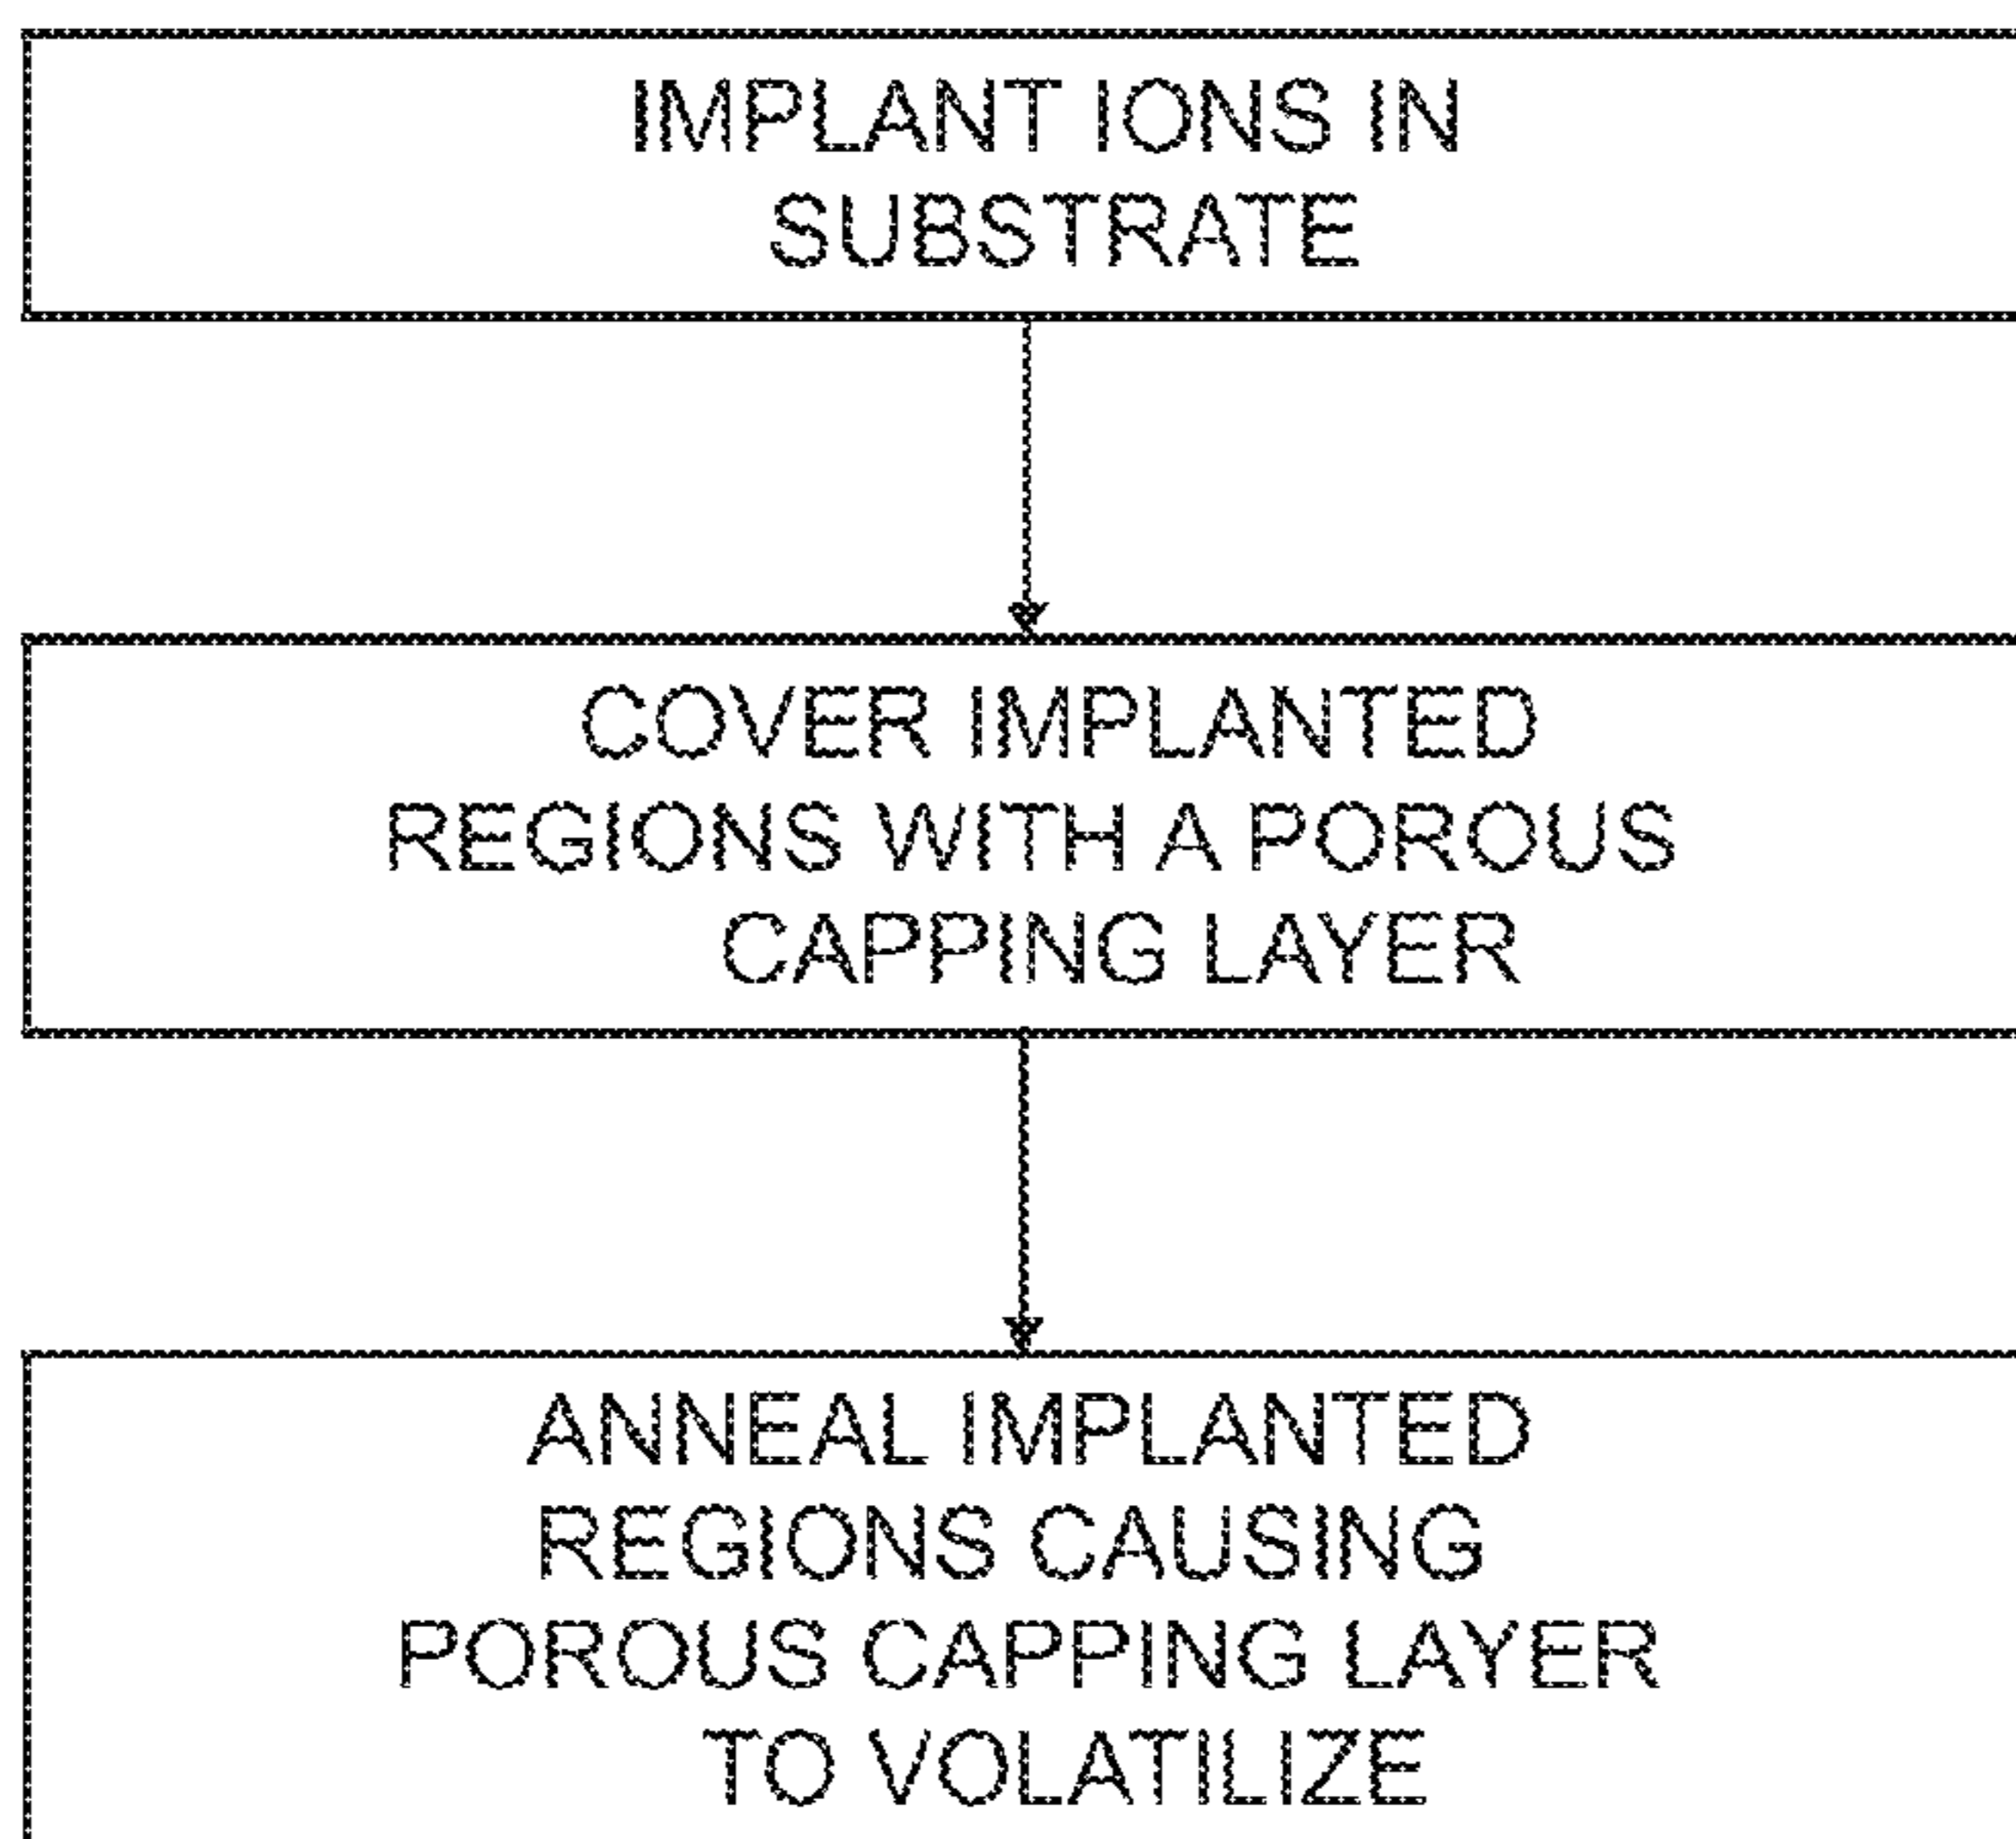 IMPLANT IONS IN
SUBSTRATE
COVER IMPLANTED
REGIONS WITH A POROUS
CAPPING LAYER
ANNEAL IMPLANTED
REGIONS CAUSING
POROUS CAPPING LAYER
TO VOLATILIZE